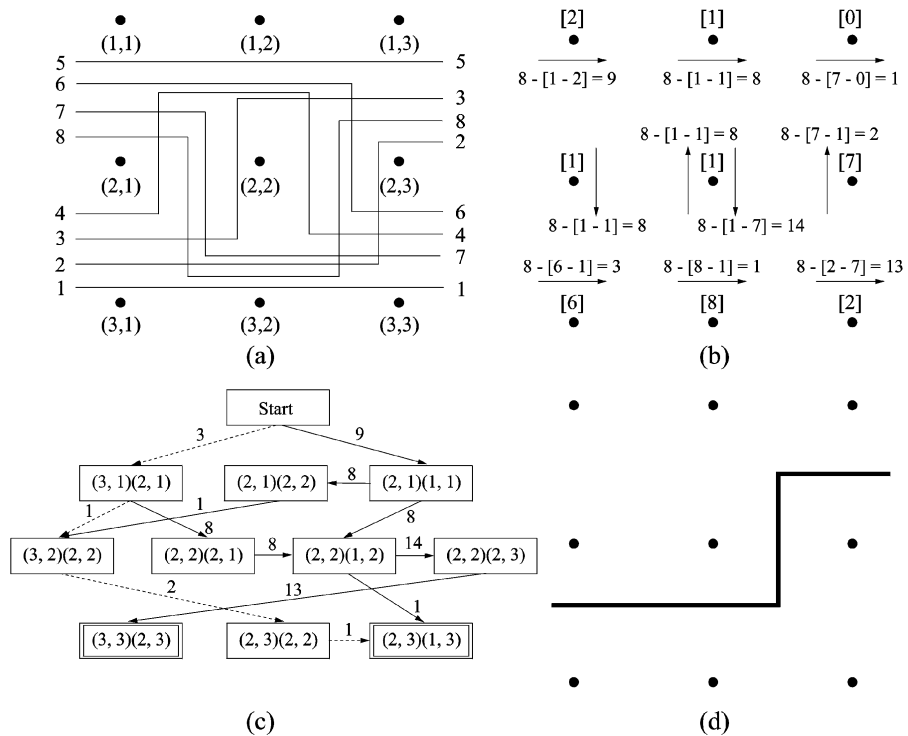 (1,1) (1,2) (1,3)
5 5
6 3
7 8
8 2
(2,1) (2,2) (2,3)
4 6
3 4
2 7
1 1
(3,1) (3,2) (3,3)
(a)
[2] [1] [0]
8 - [1 - 2] = 9 8 - [1 - 1] = 8 8 - [7 - 0] = 1
8 - [1 - 1] = 8 8 - [7 - 1] = 2
[1] [1] [7]
8 - [1 - 1] = 8 8 - [1 - 7] = 14
8 - [6 - 1] = 3 8 - [8 - 1] = 1 8 - [2 - 7] = 13
[6] [8] [2]
(b)
Start
3 9
(3, 1)(2, 1) (2, 1)(2, 2) 8 (2, 1)(1, 1)
1 8 1 8
(3, 2)(2, 2) (2, 2)(2, 1) 8 (2, 2)(1, 2) 14 (2, 2)(2, 3)
2 13 1
(3, 3)(2, 3) (2, 3)(2, 2) 1 (2, 3)(1, 3)
(c)
(d)